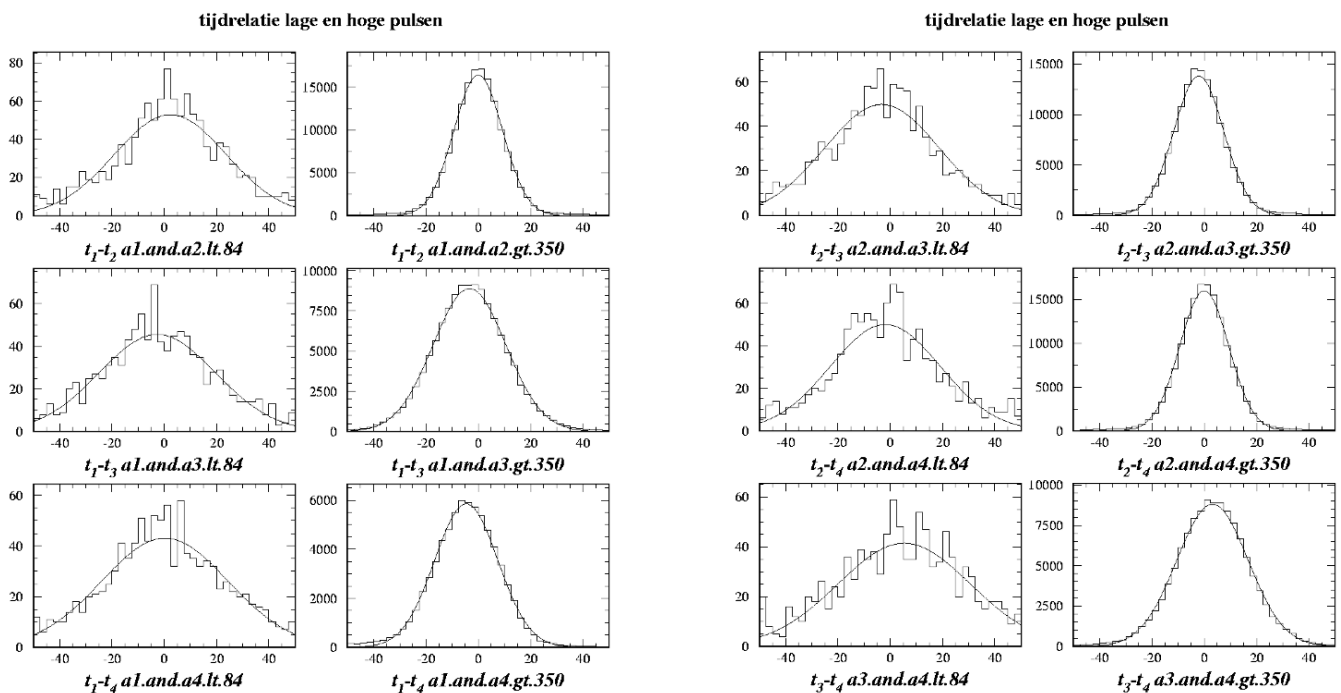 tijdrelatie lage en hoge pulsen
80
60
40
20
0
-40 -20 0 20 40
t1-t2 a1.and.a2.lt.84
15000
12500
10000
7500
5000
2500
0
-40 -20 0 20 40
t1-t2 a1.and.a2.gt.350
60
40
20
0
-40 -20 0 20 40
t1-t3 a1.and.a3.lt.84
10000
7500
5000
2500
0
-40 -20 0 20 40
t1-t3 a1.and.a3.gt.350
60
40
20
0
-40 -20 0 20 40
t1-t4 a1.and.a4.lt.84
6000
4000
2000
0
-40 -20 0 20 40
t1-t4 a1.and.a4.gt.350
tijdrelatie lage en hoge pulsen
60
40
20
0
-40 -20 0 20 40
t2-t3 a2.and.a3.lt.84
15000
10000
5000
0
-40 -20 0 20 40
t2-t3 a2.and.a3.gt.350
60
40
20
0
-40 -20 0 20 40
t2-t4 a2.and.a4.lt.84
15000
10000
5000
0
-40 -20 0 20 40
t2-t4 a2.and.a4.gt.350
60
40
20
0
-40 -20 0 20 40
t3-t4 a3.and.a4.lt.84
10000
7500
5000
2500
0
-40 -20 0 20 40
t3-t4 a3.and.a4.gt.350